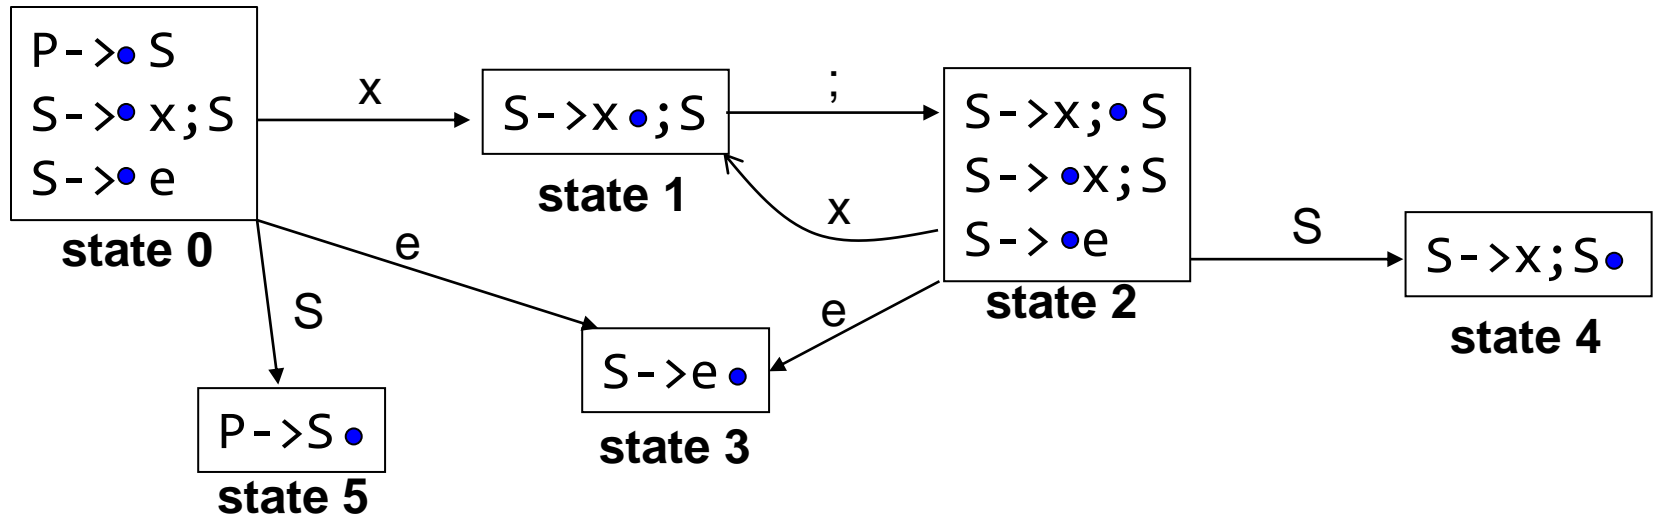 P->● S
S->● x;S
S->● e
state 0
x
S->x●;S
state 1
;
S->x;● S
S->●x;S
S->●e
state 2
x
e
S
e
S
S->x;S●
state 4
S->e●
state 3
P->S●
state 5